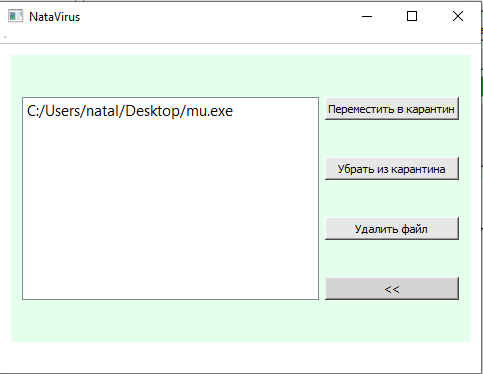 NataVirus
C:/Users/natal/Desktop/mu.exe
Переместить в карантин
Убрать из карантина
Удалить файл
<<